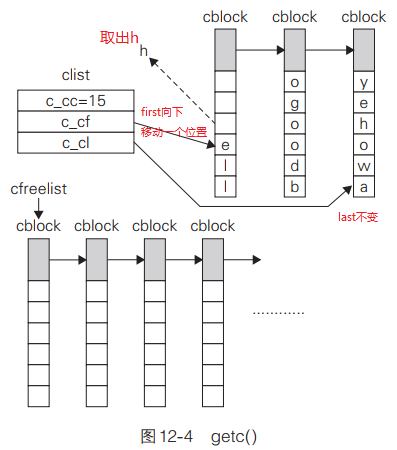 cblock cblock cblock
取出h
h
clist
c_cc=15
c_cf
c_cl
first向下
移动一个位置
e
l
l
o
g
o
o
d
b
y
e
h
o
w
a
last不变
cfreelist
cblock cblock cblock cblock
…………
图12-4 getc()